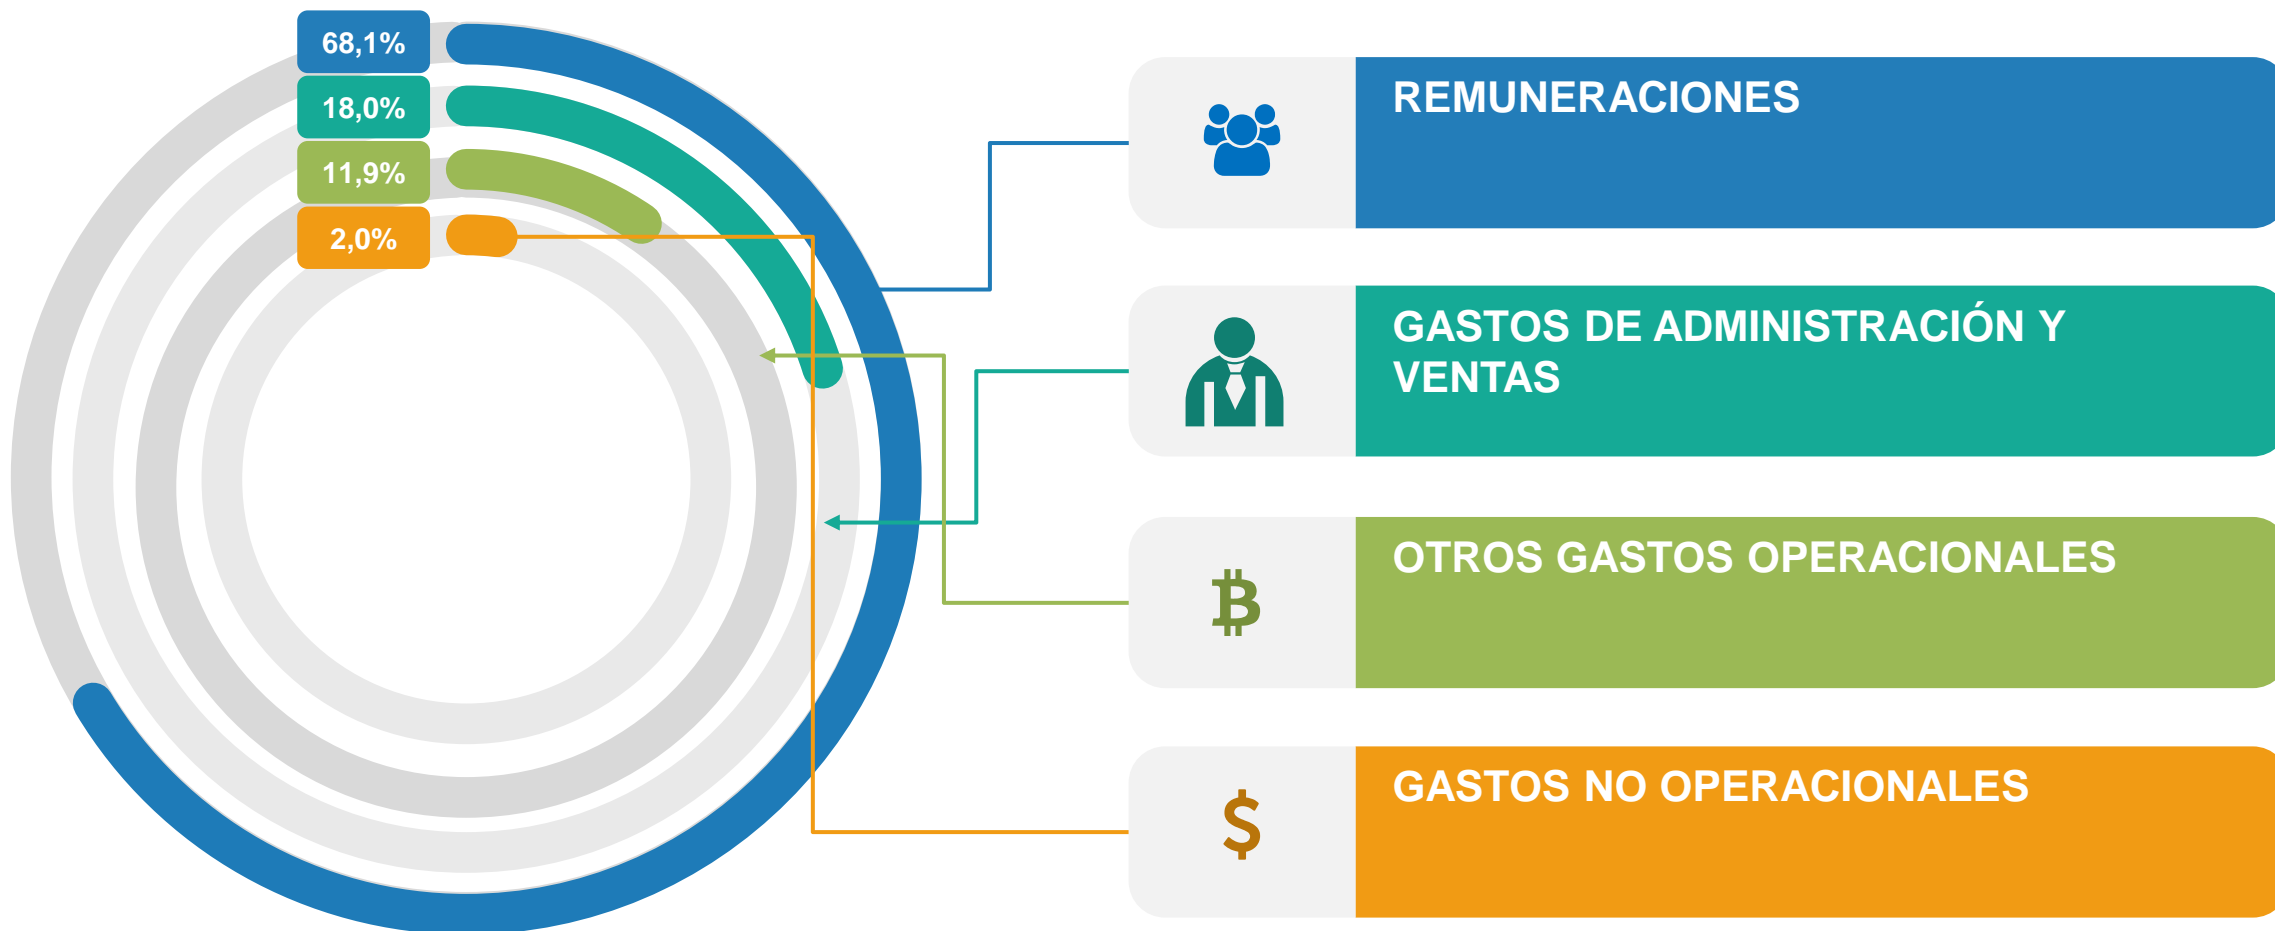 68,1%
18,0%
11,9%
2,0%
REMUNERACIONES
GASTOS DE ADMINISTRACIÓN Y
VENTAS
OTROS GASTOS OPERACIONALES
GASTOS NO OPERACIONALES